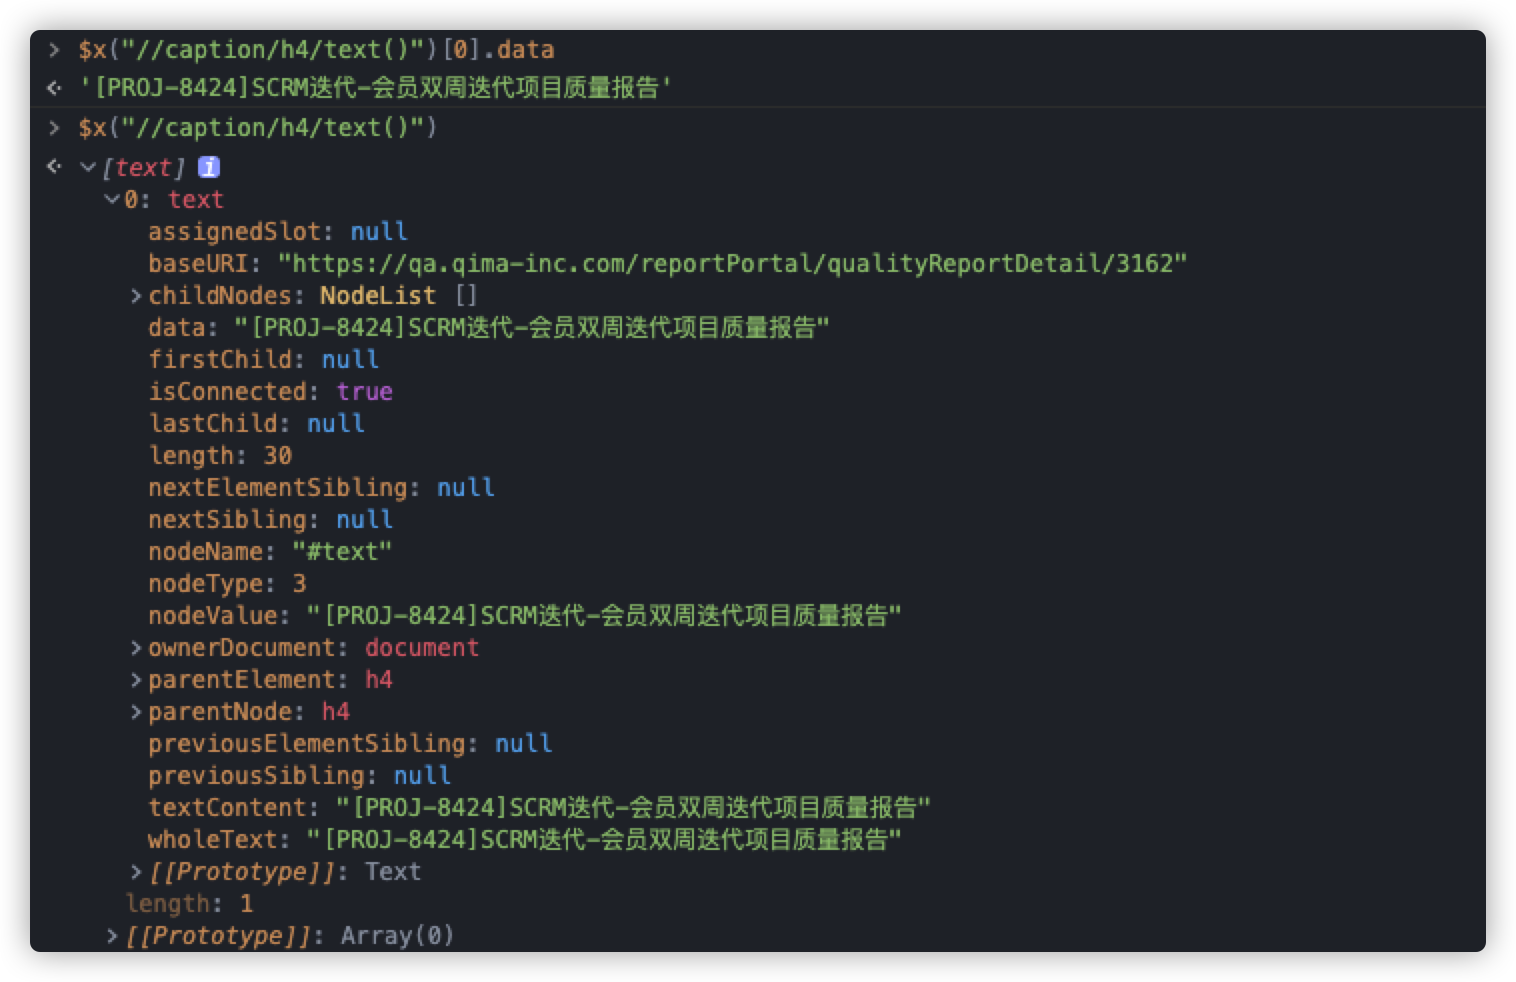 > $x("//caption/h4/text()")[0].data
'[PROJ-8424]SCRM迭代-会员双周迭代项目质量报告'
> $x("//caption/h4/text()")
[text] i
0: text
assignedSlot: null
baseURI: "https://qa.qima-inc.com/reportPortal/qualityReportDetail/3162"
childNodes: NodeList []
data: "[PROJ-8424]SCRM迭代-会员双周迭代项目质量报告"
firstChild: null
isConnected: true
lastChild: null
length: 30
nextElementSibling: null
nextSibling: null
nodeName: "#text"
nodeType: 3
nodeValue: "[PROJ-8424]SCRM迭代-会员双周迭代项目质量报告"
ownerDocument: document
parentElement: h4
parentNode: h4
previousElementSibling: null
previousSibling: null
textContent: "[PROJ-8424]SCRM迭代-会员双周迭代项目质量报告"
wholeText: "[PROJ-8424]SCRM迭代-会员双周迭代项目质量报告"
[[Prototype]]: Text
length: 1
[[Prototype]]: Array(0)